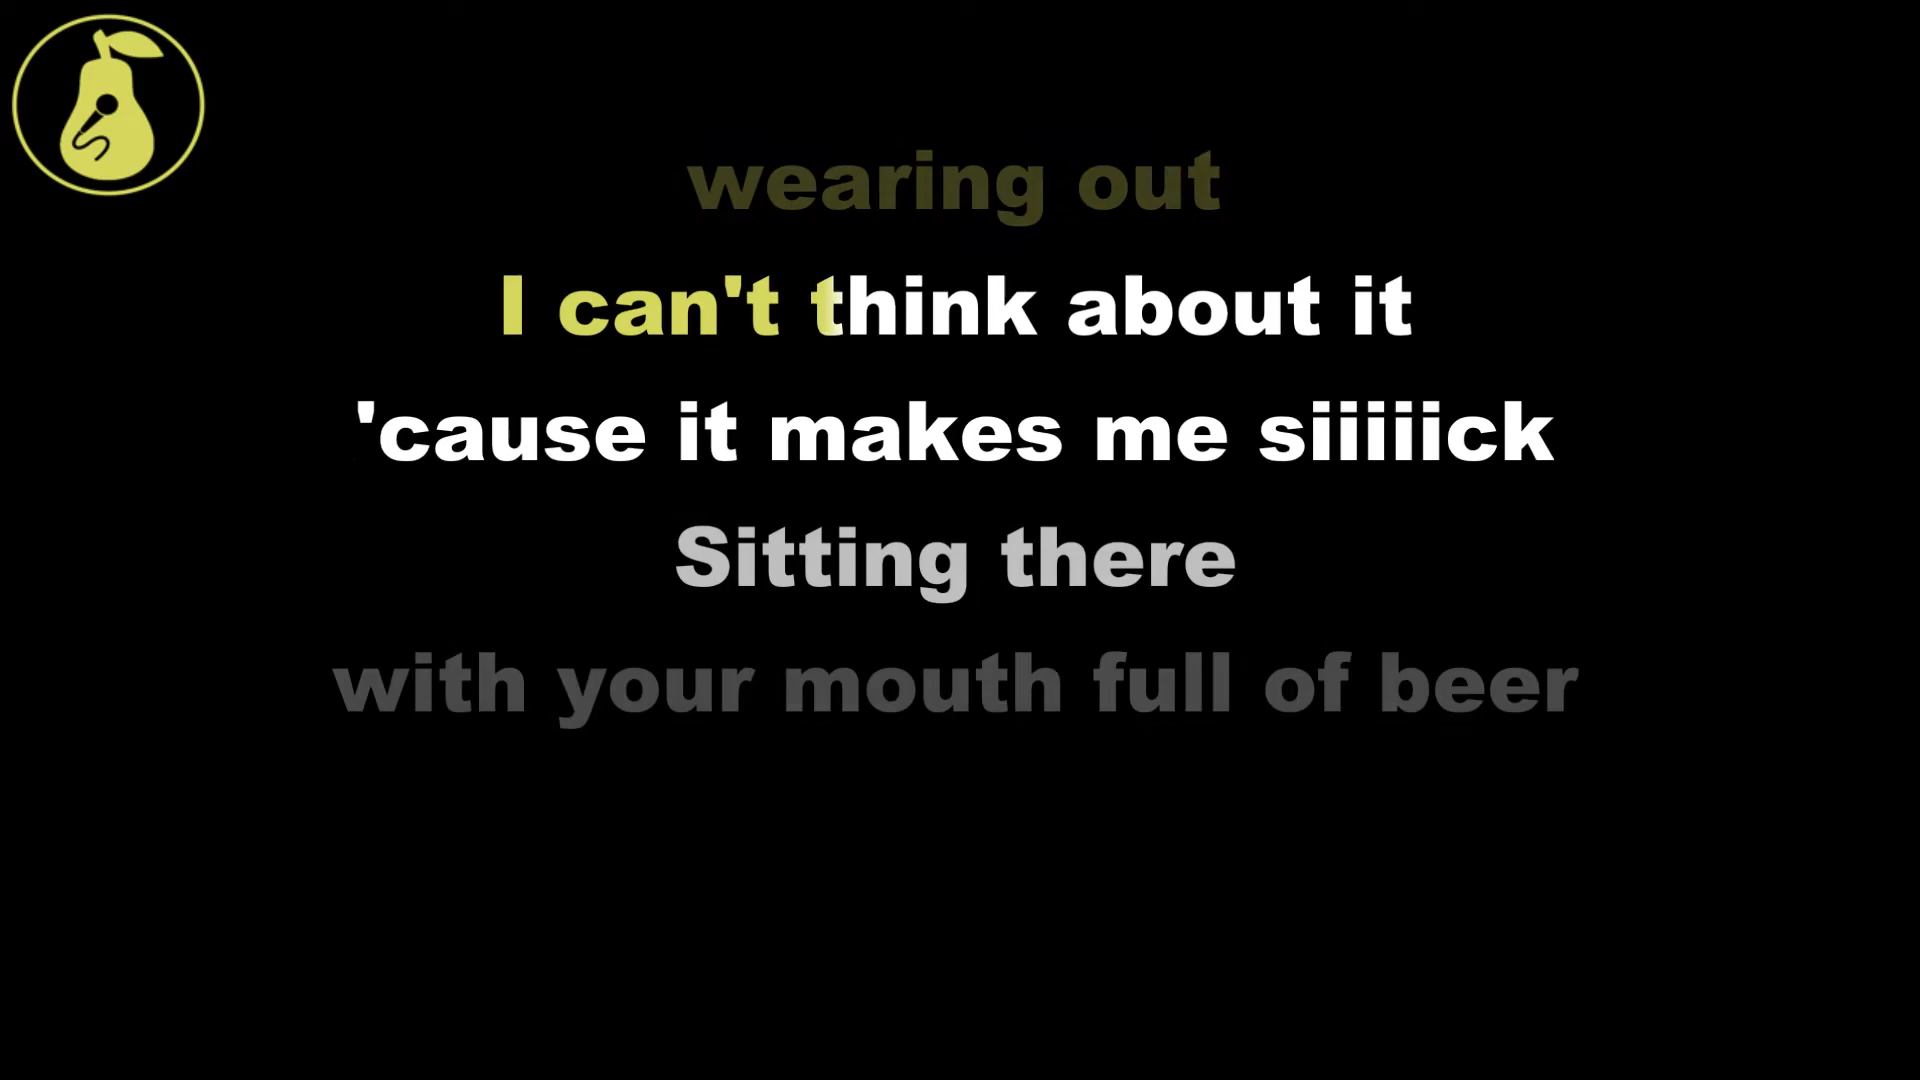 wearing out
I can't think about it
'cause it makes me siiiiick
Sitting there
with your mouth full of beer